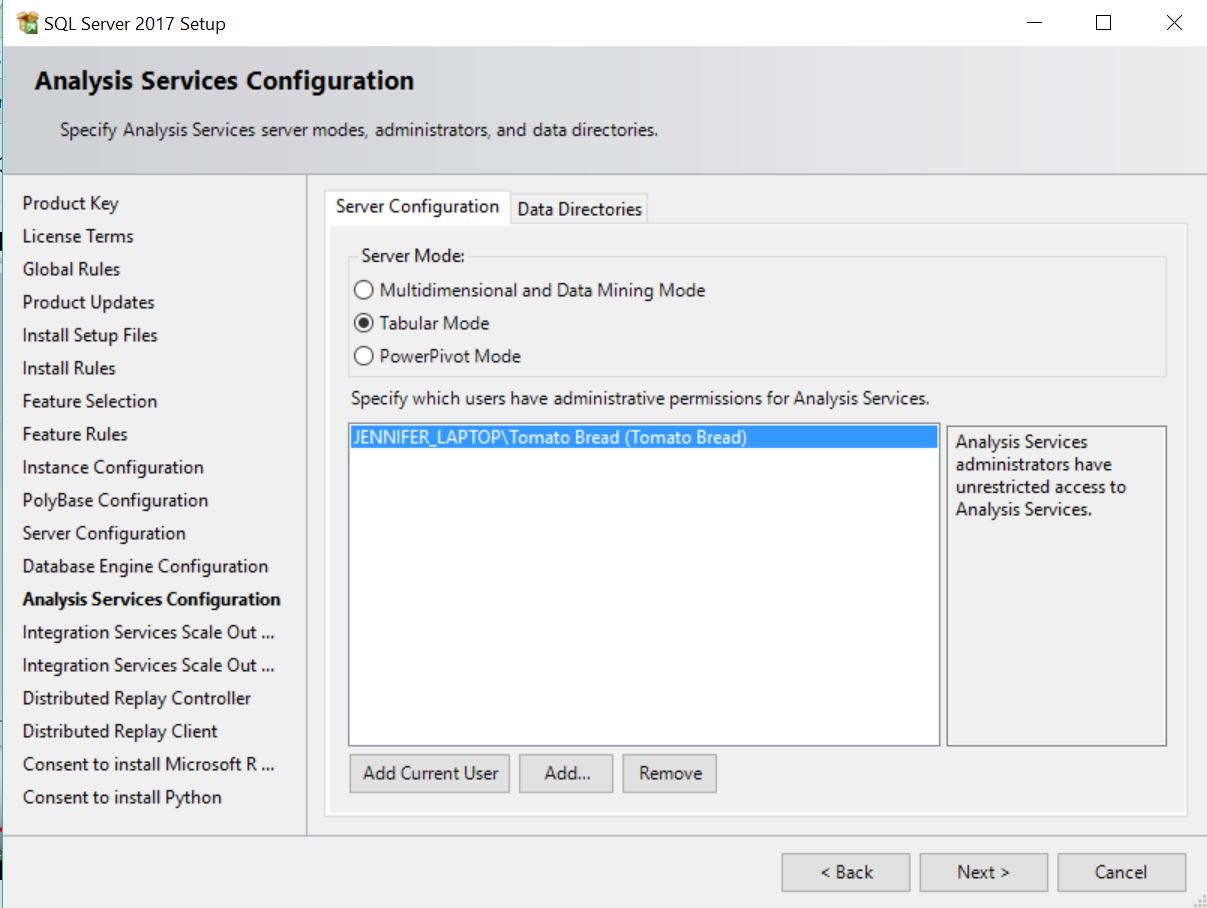 SQL Server 2017 Setup
Analysis Services Configuration
Specify Analysis Services server modes, administrators, and data directories.
Product Key
License Terms
Global Rules
Product Updates
Install Setup Files
Install Rules
Feature Selection
Feature Rules
Instance Configuration
PolyBase Configuration
Server Configuration
Database Engine Configuration
Analysis Services Configuration
Integration Services Scale Out ...
Integration Services Scale Out ...
Distributed Replay Controller
Distributed Replay Client
Consent to install Microsoft R ...
Consent to install Python
Server Configuration
Data Directories
Server Mode:
Multidimensional and Data Mining Mode
Tabular Mode
PowerPivot Mode
Specify which users have administrative permissions for Analysis Services.
JENNIFER_LAPTOP\Tomato Bread (Tomato Bread)
Analysis Services
administrators have
unrestricted access to
Analysis Services.
Add Current User
Add...
Remove
< Back
Next >
Cancel